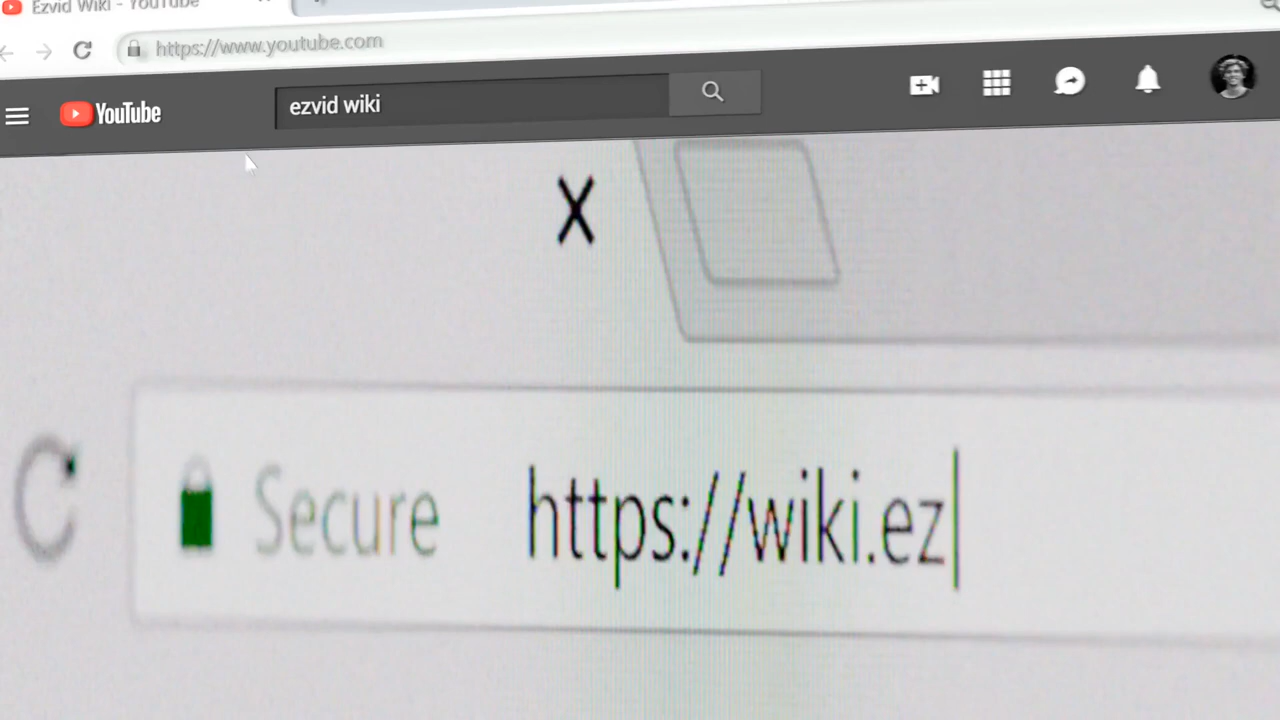 Ezvid Wiki - YouTube
https://www.youtube.com
YouTube
ezvid wiki
X
Secure https://wiki.ez